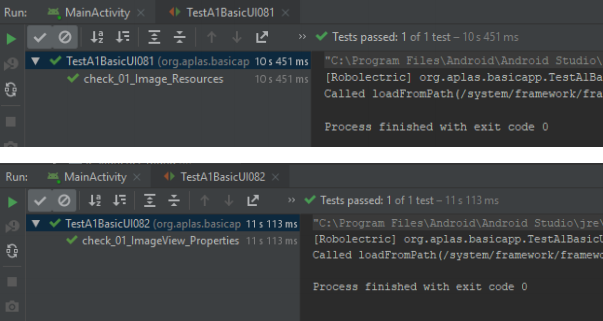 Run: MainActivity × TestA1BasicUI081 ×
» Tests passed: 1 of 1 test – 10 s 451 ms
TestA1BasicUI081 (org.aplas.basicap 10 s 451 ms
check_01_Image_Resources 10 s 451 ms
"C:\Program Files\Android\Android Studio\
[Robolectric] org.aplas.basicapp.TestA1Ba
Called loadFromPath(/system/framework/fra
Process finished with exit code 0
Run: MainActivity × TestA1BasicUI082 ×
» Tests passed: 1 of 1 test – 11 s 113 ms
TestA1BasicUI082 (org.aplas.basicap 11 s 113 ms
check_01_ImageView_Properties 11 s 113 ms
"C:\Program Files\Android\Android Studio\jre\
[Robolectric] org.aplas.basicapp.TestA1BasicU
Called loadFromPath(/system/framework/framewo
Process finished with exit code 0